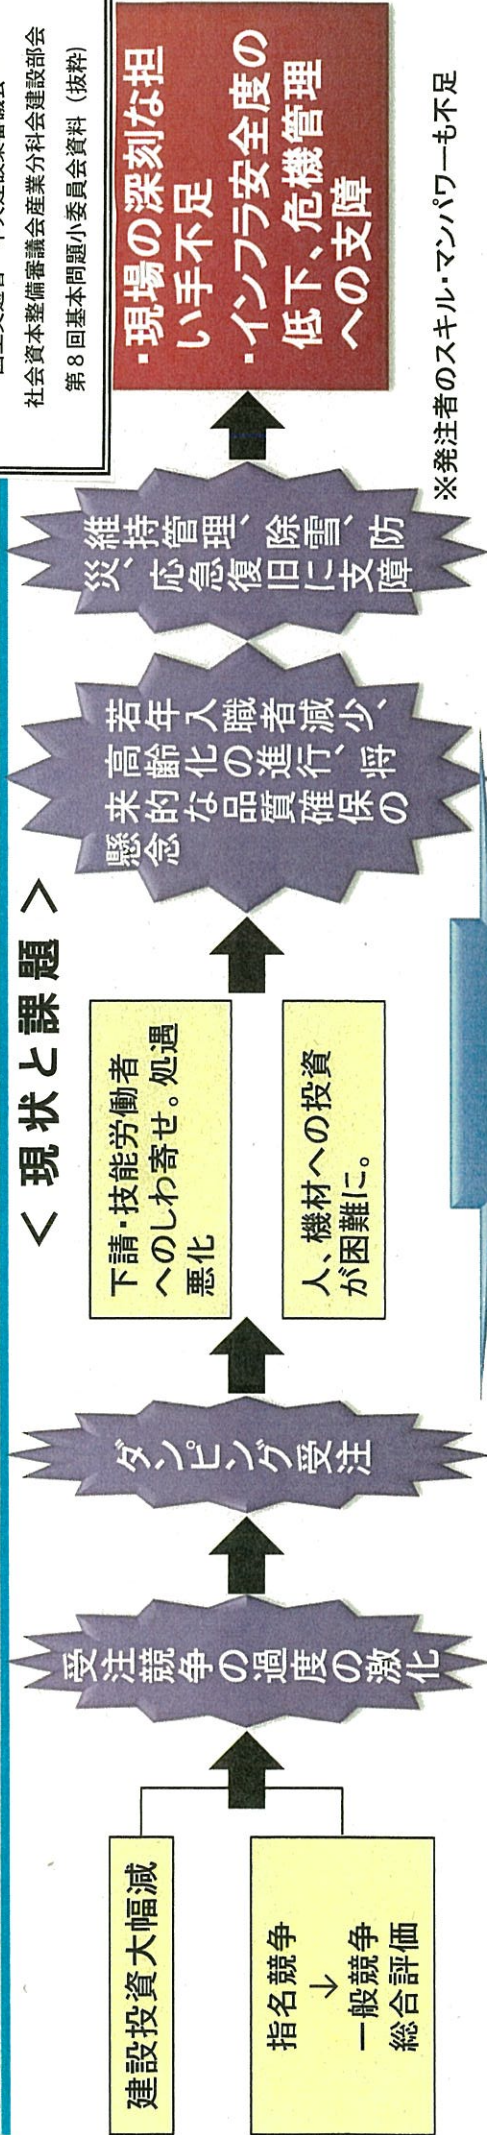 社会資本整備審議会産業分科会建設部会
第8回基本問題小委員会資料（抜粋）
＜現状と課題＞
建設投資大幅減
指名競争
↓
一般競争
総合評価
受注競争の過度の激化
ダンピング受注
下請・技能労働者
へのしわ寄せ。処遇
悪化
人、機材への投資
が困難に。
若年入職者減少、
高齢化の進行、将
来的な品質確保の
懸念
維持管理、除雪、防
災、応急復旧に支障
・現場の深刻な担
い手不足
・インフラ安全度の
低下、危機管理
への支障
※発注者のスキル・マンパワーも不足